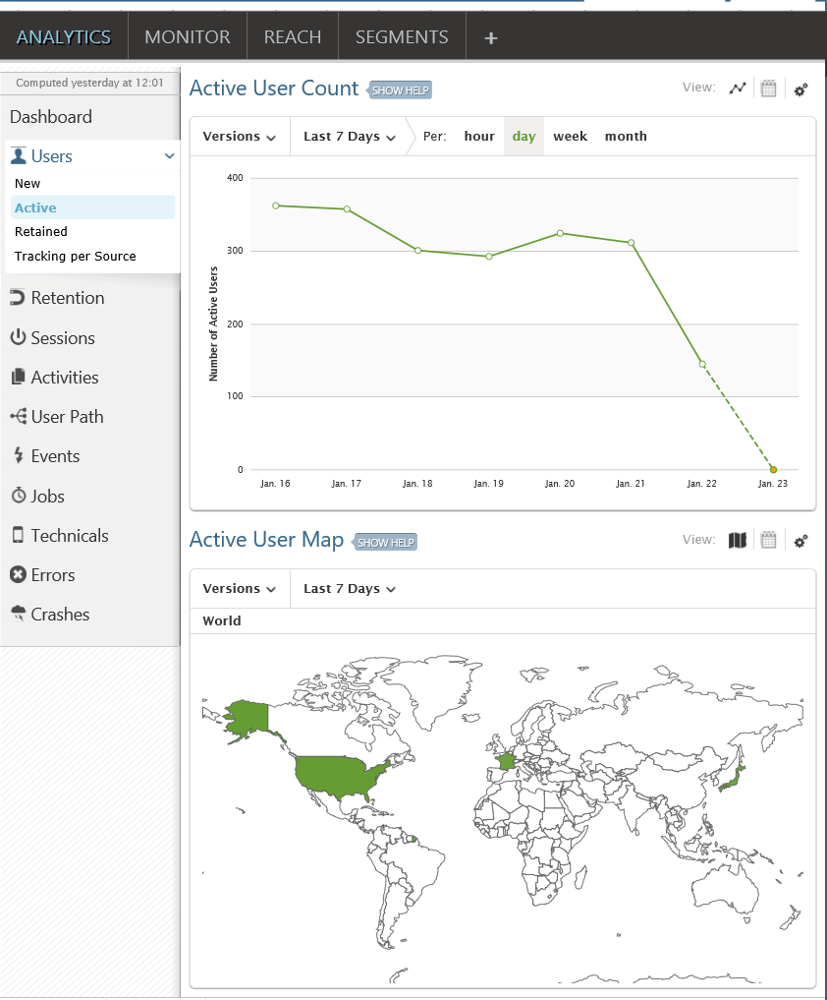 ANALYTICS MONITOR REACH SEGMENTS +
Computed yesterday at 12:01
Dashboard
Users
New
Active
Retained
Tracking per Source
Retention
Sessions
Activities
User Path
Events
Jobs
Technicals
Errors
Crashes
Active User Count SHOW HELP View:
Versions Last 7 Days Per: hour day week month
Number of Active Users
400
300
200
100
0
Jan. 16 Jan. 17 Jan. 18 Jan. 19 Jan. 20 Jan. 21 Jan. 22 Jan. 23
Active User Map SHOW HELP View:
Versions Last 7 Days
World